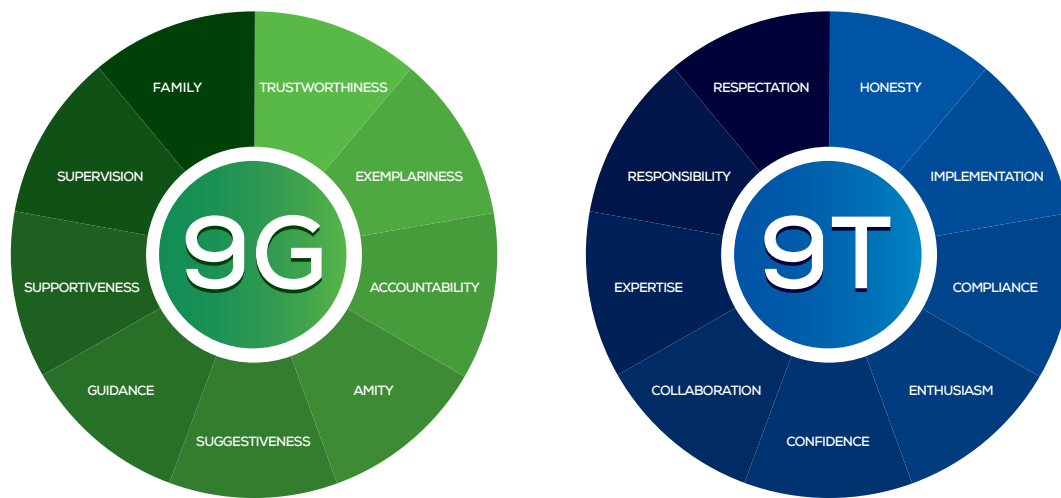 FAMILY
TRUSTWORTHINESS
SUPERVISION
EXEMPLARINESS
9G
SUPPORTIVENESS
ACCOUNTABILITY
GUIDANCE
AMITY
SUGGESTIVENESS
RESPECTATION
HONESTY
RESPONSIBILITY
IMPLEMENTATION
9T
EXPERTISE
COMPLIANCE
COLLABORATION
ENTHUSIASM
CONFIDENCE